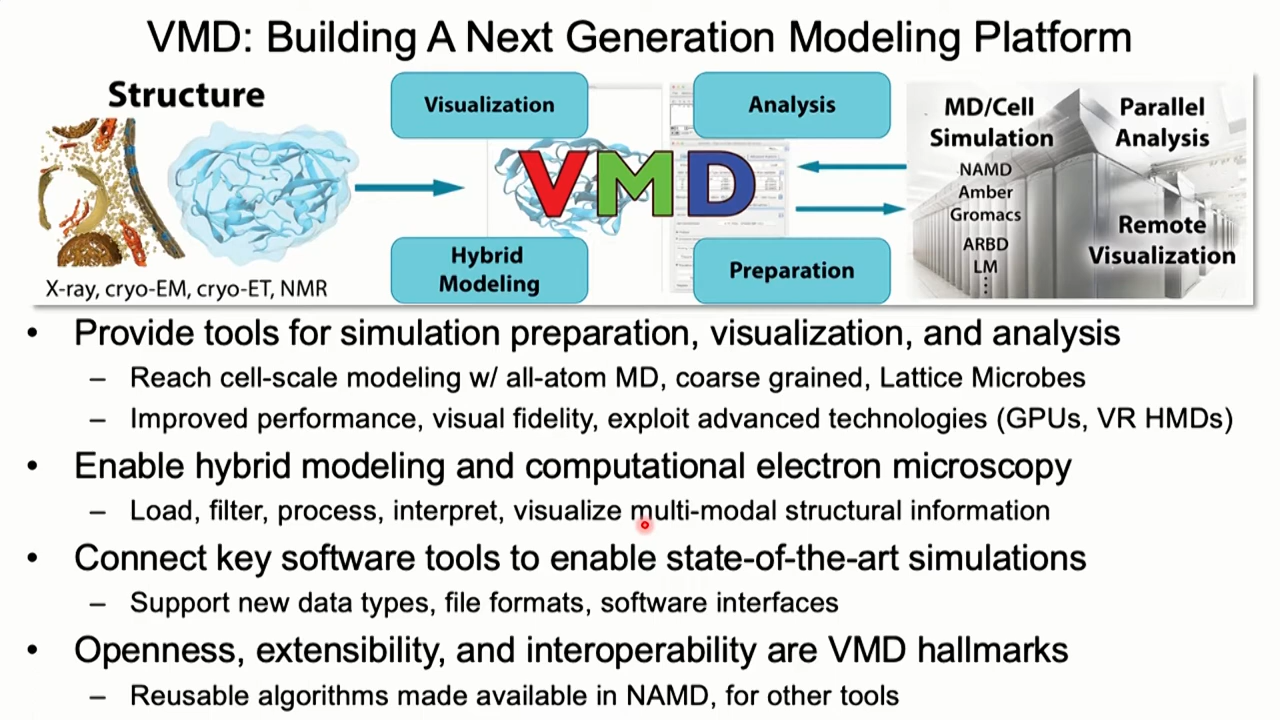 VMD: Building A Next Generation Modeling Platform
Structure
X-ray, cryo-EM, cryo-ET, NMR
Visualization
Analysis
VMD
Hybrid
Modeling
Preparation
MD/Cell
Simulation
NAMD
Amber
Gromacs
ARBD
LM
⋮
Parallel
Analysis
Remote
Visualization
• Provide tools for simulation preparation, visualization, and analysis
– Reach cell-scale modeling w/ all-atom MD, coarse grained, Lattice Microbes
– Improved performance, visual fidelity, exploit advanced technologies (GPUs, VR HMDs)
• Enable hybrid modeling and computational electron microscopy
– Load, filter, process, interpret, visualize multi-modal structural information
• Connect key software tools to enable state-of-the-art simulations
– Support new data types, file formats, software interfaces
• Openness, extensibility, and interoperability are VMD hallmarks
– Reusable algorithms made available in NAMD, for other tools